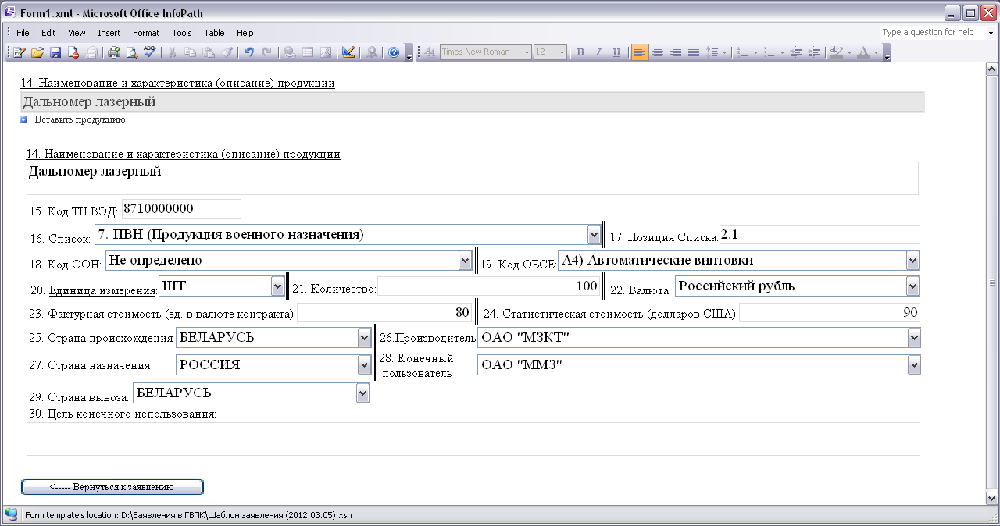 Form1.xml - Microsoft Office InfoPath
File Edit View Insert Format Tools Table Help
Type a question for help
Times New Roman 12 B I U
14. Наименование и характеристика (описание) продукции
Дальномер лазерный
Вставить продукцию
14. Наименование и характеристика (описание) продукции
Дальномер лазерный
15. Код ТН ВЭД: 8710000000
16. Список: 7. ПВН (Продукция военного назначения) 17. Позиция Списка: 2.1
18. Код ООН: Не определено 19. Код ОБСЕ: А4) Автоматические винтовки
20. Единица измерения: ШТ 21. Количество: 100 22. Валюта: Российский рубль
23. Фактурная стоимость (ед. в валюте контракта): 80 24. Статистическая стоимость (долларов США): 90
25. Страна происхождения БЕЛАРУСЬ 26.Производитель ОАО "МЗКТ"
27. Страна назначения РОССИЯ 28. Конечный пользователь ОАО "ММЗ"
29. Страна вывоза: БЕЛАРУСЬ
30. Цель конечного использования:
<----- Вернуться к заявлению
Form template's location: D:\Заявления в ГВПК\Шаблон заявления (2012.03.05).xsn